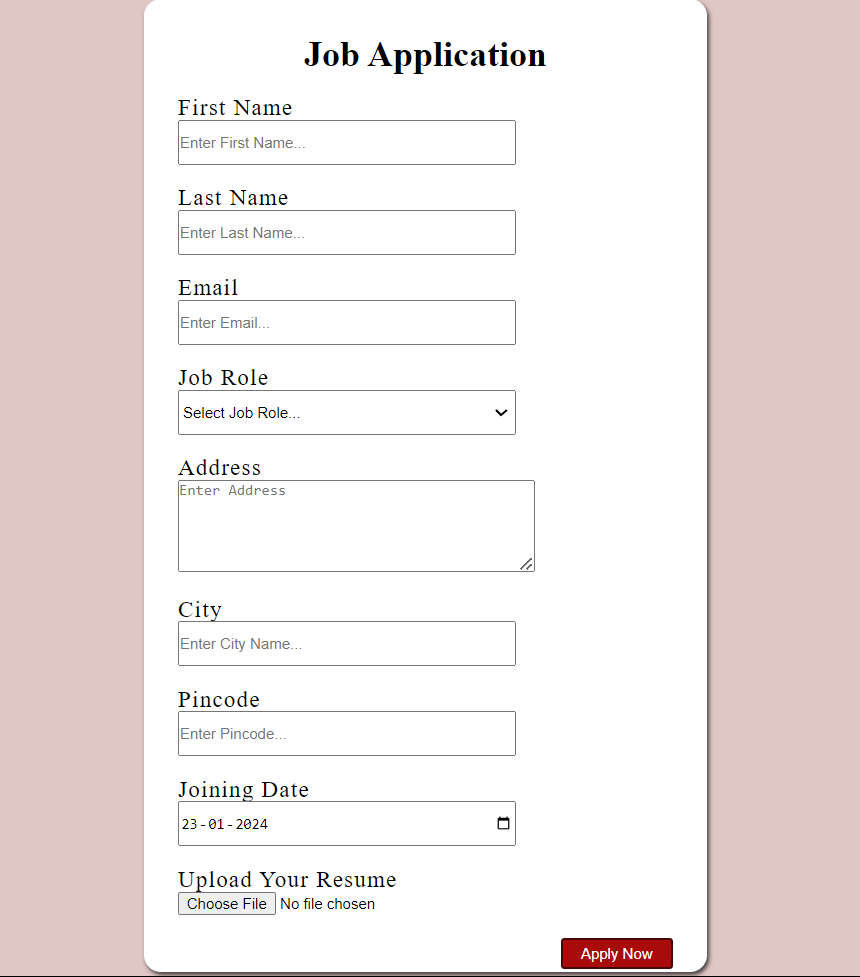 Job Application
First Name
Enter First Name...
Last Name
Enter Last Name...
Email
Enter Email...
Job Role
Select Job Role...
Address
Enter Address
City
Enter City Name...
Pincode
Enter Pincode...
Joining Date
23-01-2024
Upload Your Resume
Choose File No file chosen
Apply Now